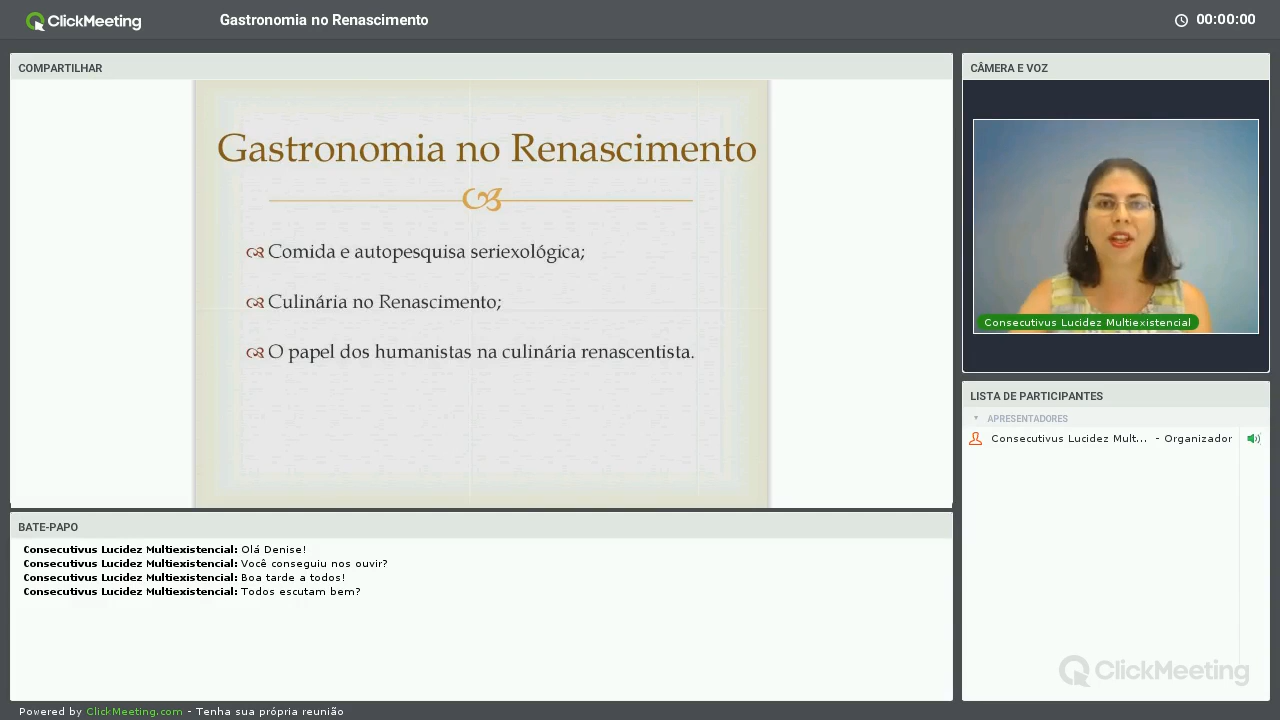 ClickMeeting
Gastronomia no Renascimento
00:00:00
COMPARTILHAR
Gastronomia no Renascimento
Comida e autopesquisa seriexológica;
Culinária no Renascimento;
O papel dos humanistas na culinária renascentista.
CÂMERA E VOZ
Consecutivus Lucidez Multiexistencial
LISTA DE PARTICIPANTES
APRESENTADORES
Consecutivus Lucidez Mult... - Organizador
ClickMeeting
BATE-PAPO
Consecutivus Lucidez Multiexistencial: Olá Denise!
Consecutivus Lucidez Multiexistencial: Você conseguiu nos ouvir?
Consecutivus Lucidez Multiexistencial: Boa tarde a todos!
Consecutivus Lucidez Multiexistencial: Todos escutam bem?
Powered by ClickMeeting.com - Tenha sua própria reunião